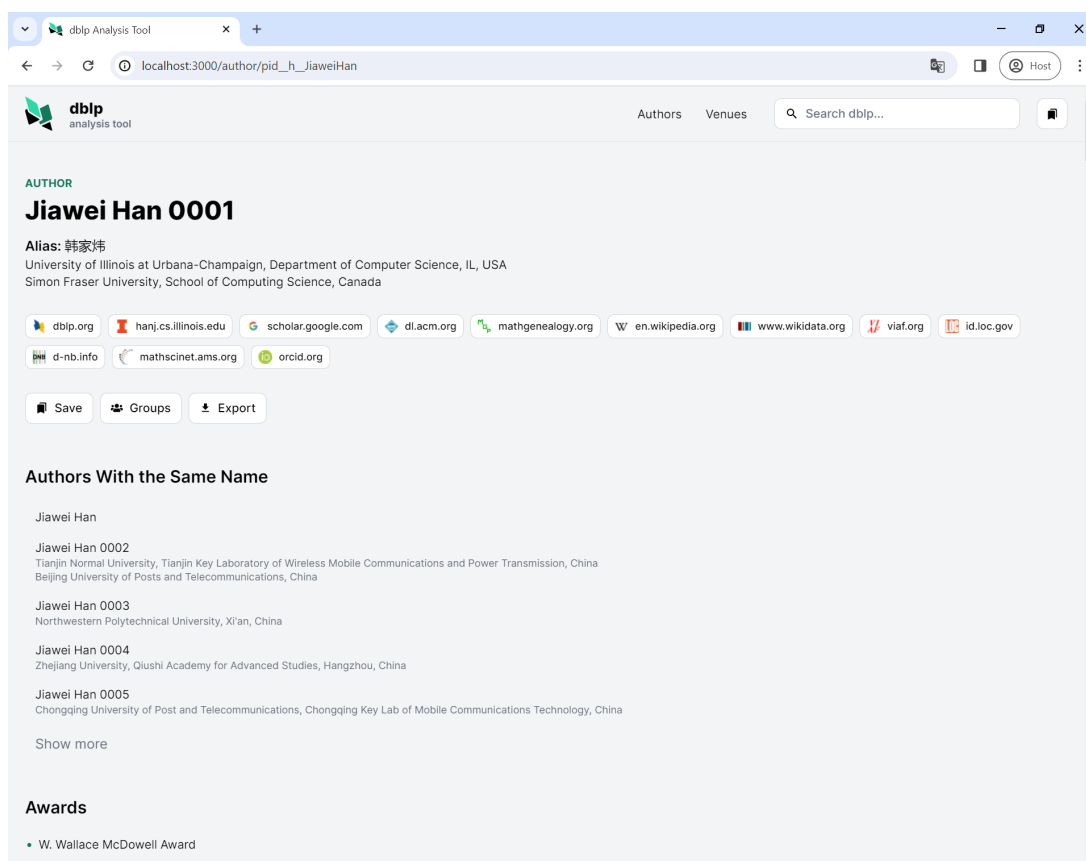 dblp Analysis Tool
localhost:3000/author/pid__h__JiaweiHan
Host
dblp
analysis tool
Authors
Venues
Search dblp...
AUTHOR
Jiawei Han 0001
Alias: 韩家炜
University of Illinois at Urbana-Champaign, Department of Computer Science, IL, USA
Simon Fraser University, School of Computing Science, Canada
dblp.org
hanj.cs.illinois.edu
scholar.google.com
dl.acm.org
mathgenealogy.org
en.wikipedia.org
www.wikidata.org
viaf.org
id.loc.gov
d-nb.info
mathscinet.ams.org
orcid.org
Save
Groups
Export
Authors With the Same Name
Jiawei Han
Jiawei Han 0002
Tianjin Normal University, Tianjin Key Laboratory of Wireless Mobile Communications and Power Transmission, China
Beijing University of Posts and Telecommunications, China
Jiawei Han 0003
Northwestern Polytechnical University, Xi'an, China
Jiawei Han 0004
Zhejiang University, Qiushi Academy for Advanced Studies, Hangzhou, China
Jiawei Han 0005
Chongqing University of Post and Telecommunications, Chongqing Key Lab of Mobile Communications Technology, China
Show more
Awards
W. Wallace McDowell Award